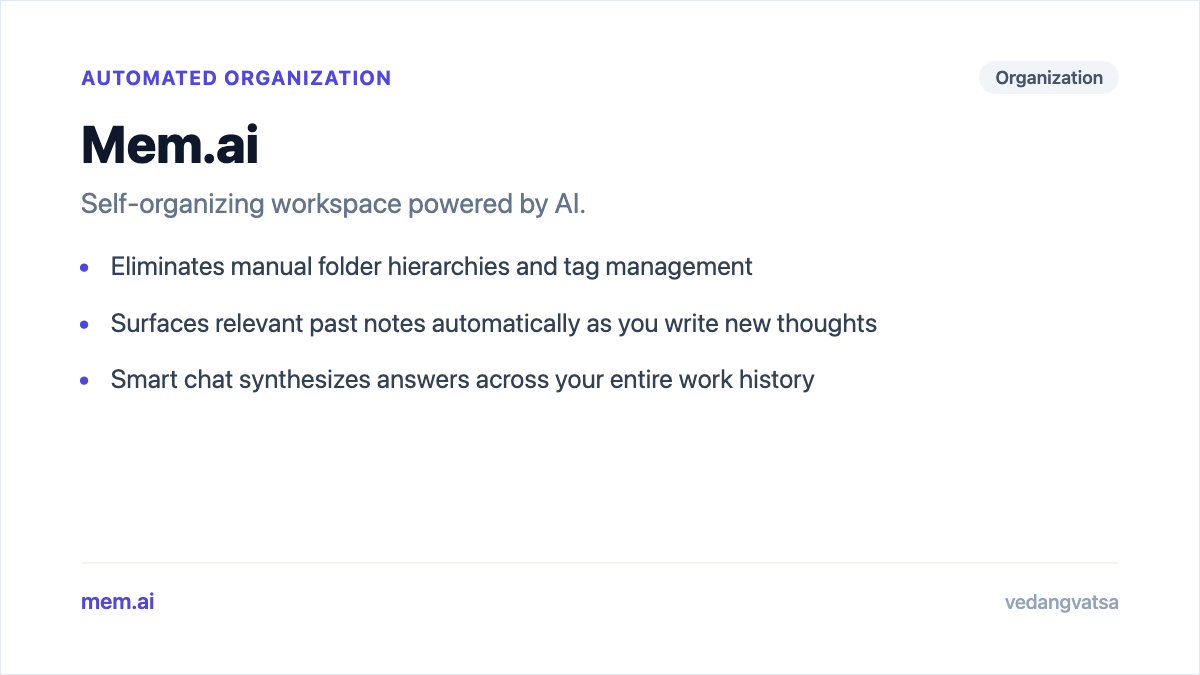 AUTOMATED ORGANIZATION
Organization
Mem.ai
Self-organizing workspace powered by AI.
• Eliminates manual folder hierarchies and tag management
• Surfaces relevant past notes automatically as you write new thoughts
• Smart chat synthesizes answers across your entire work history
mem.ai
vedangvatsa